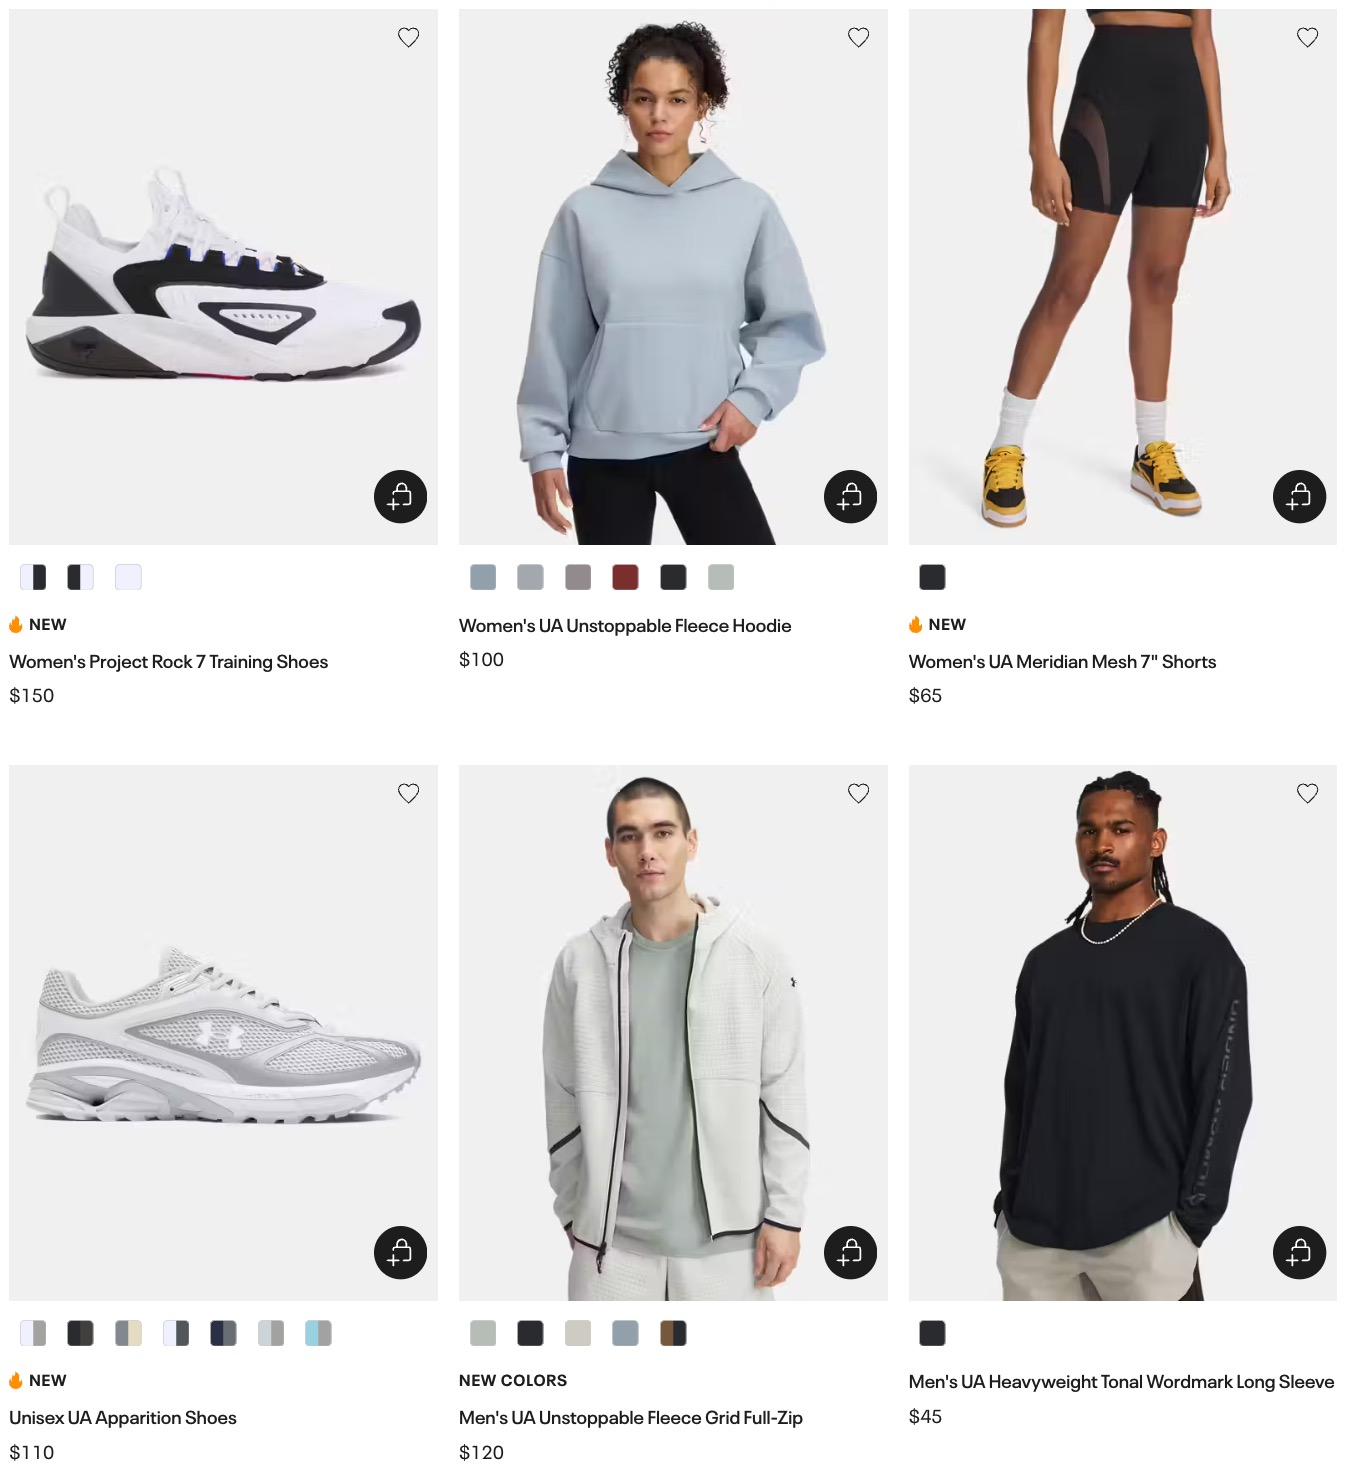 NEW
Women's Project Rock 7 Training Shoes
$150
Women's UA Unstoppable Fleece Hoodie
$100
NEW
Women's UA Meridian Mesh 7" Shorts
$65
UNDER ARMOUR
NEW
Unisex UA Apparition Shoes
$110
NEW COLORS
Men's UA Unstoppable Fleece Grid Full-Zip
$120
Men's UA Heavyweight Tonal Wordmark Long Sleeve
$45